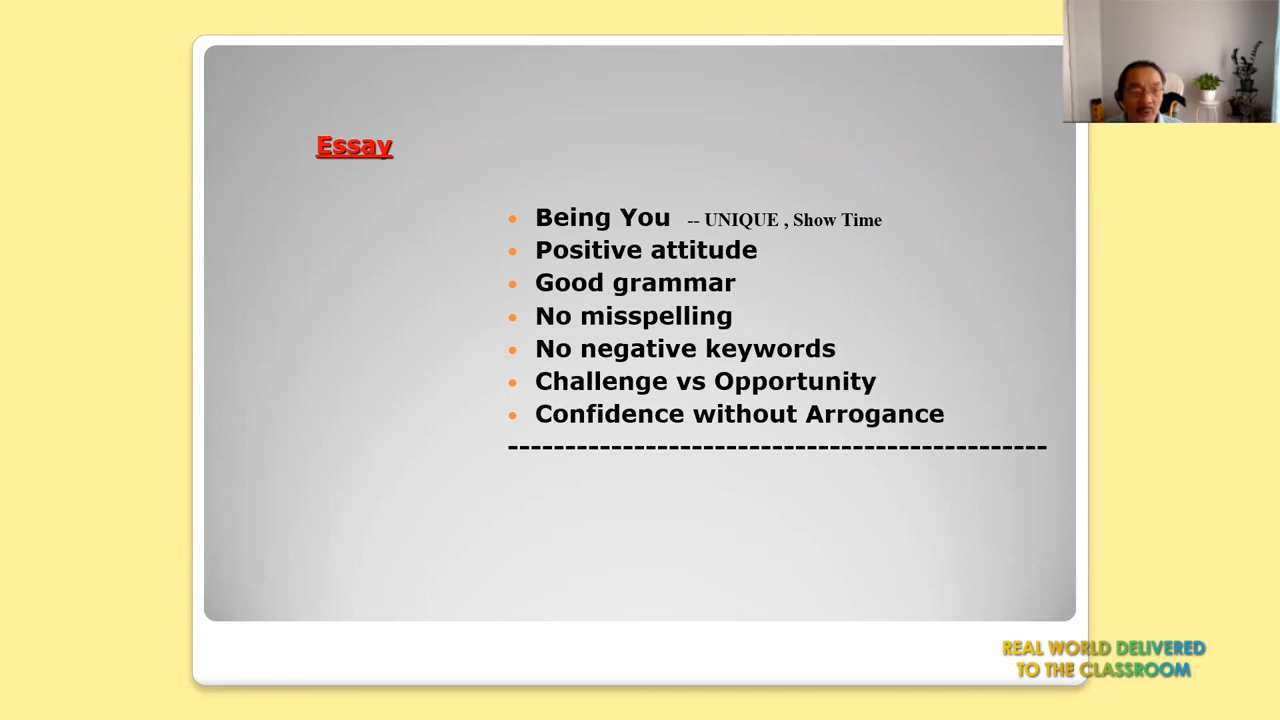 Essay
Being You -- UNIQUE , Show Time
Positive attitude
Good grammar
No misspelling
No negative keywords
Challenge vs Opportunity
Confidence without Arrogance
-----------------------------------------------
REAL WORLD DELIVERED
TO THE CLASSROOM